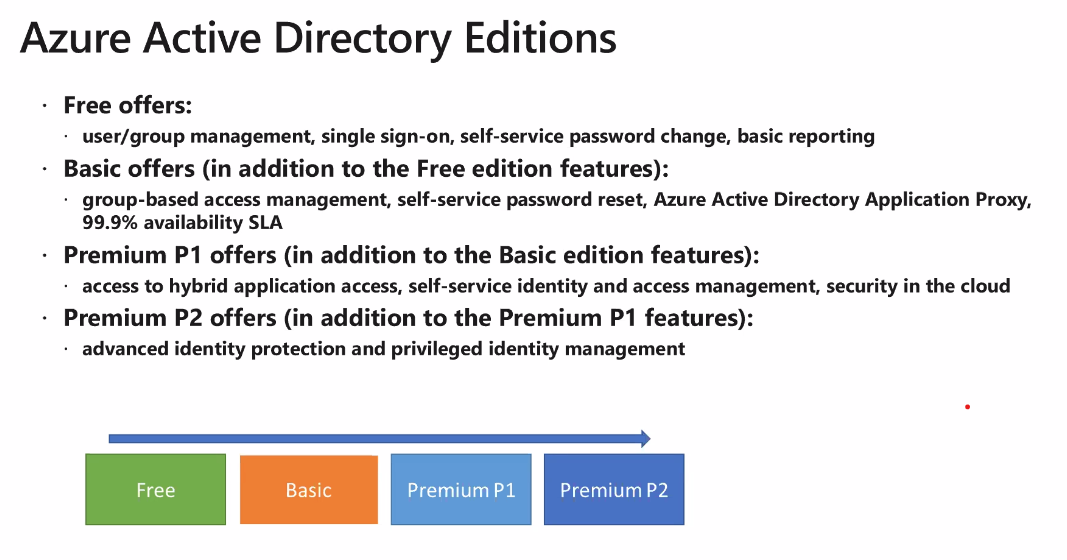 Azure Active Directory Editions
· Free offers:
· user/group management, single sign-on, self-service password change, basic reporting
· Basic offers (in addition to the Free edition features):
· group-based access management, self-service password reset, Azure Active Directory Application Proxy,
99.9% availability SLA
· Premium P1 offers (in addition to the Basic edition features):
· access to hybrid application access, self-service identity and access management, security in the cloud
· Premium P2 offers (in addition to the Premium P1 features):
· advanced identity protection and privileged identity management
Free
Basic
Premium P1
Premium P2